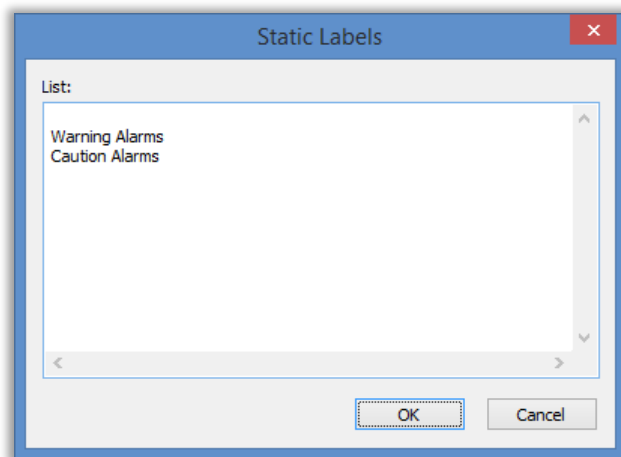 Static Labels
List:
Warning Alarms
Caution Alarms
OK Cancel